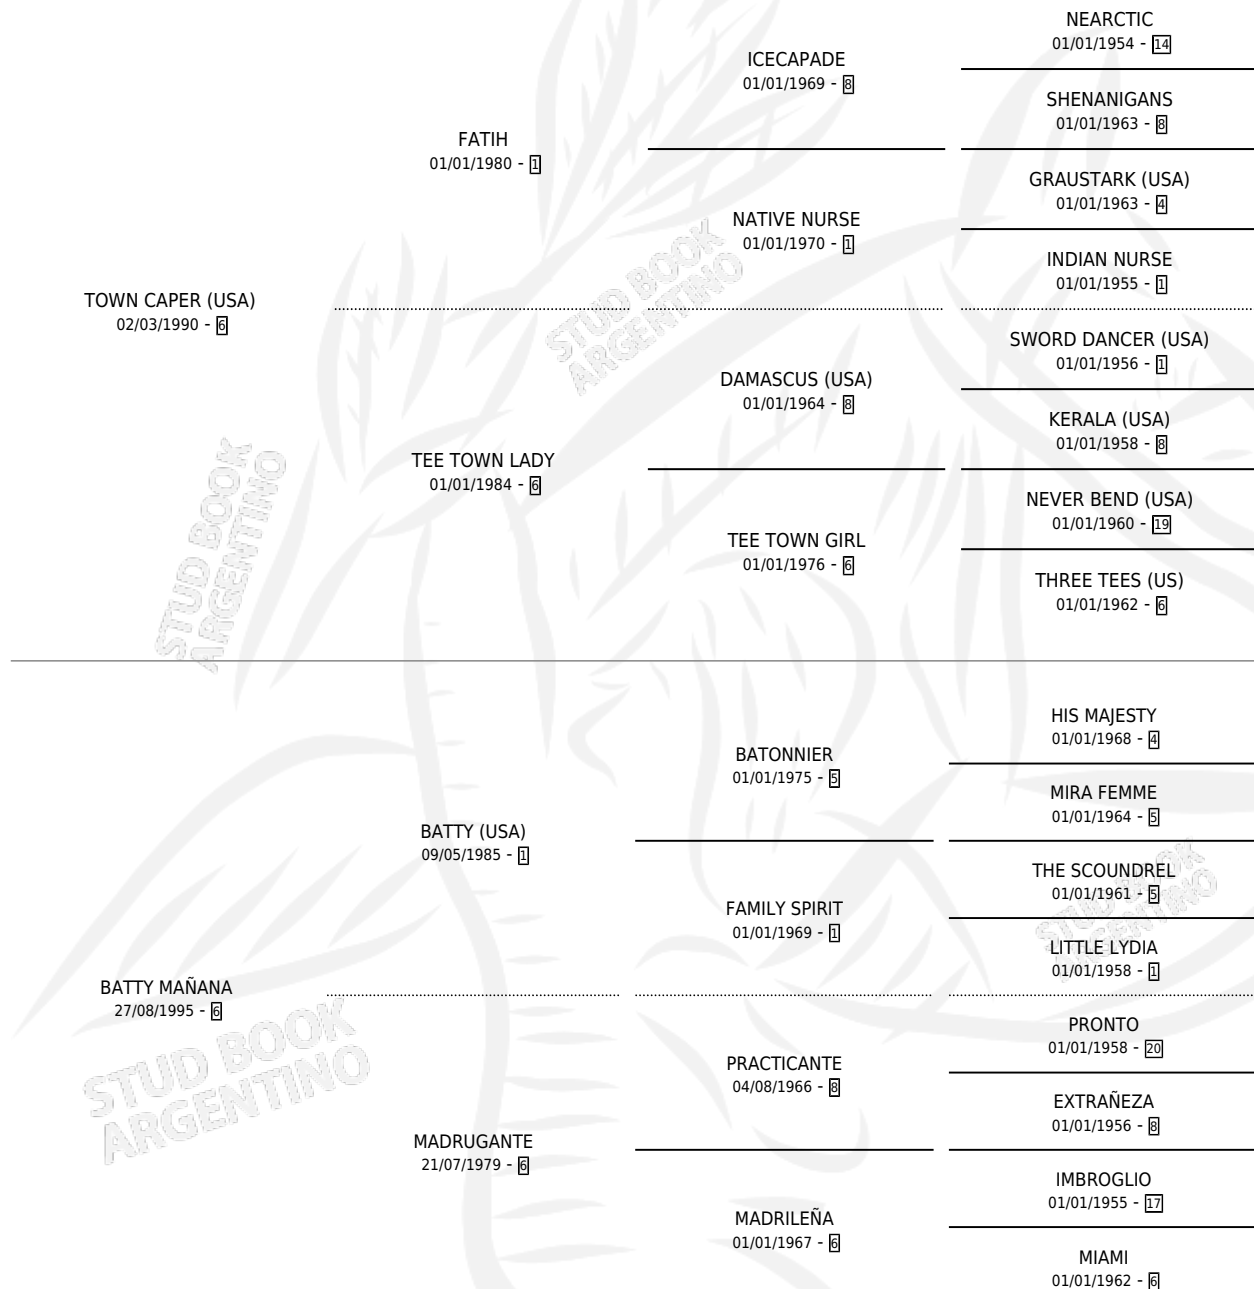 NEARCTIC
01/01/1954 - 14
ICECAPADE
01/01/1969 - 8
SHENANIGANS
01/01/1963 - 8
FATIH
01/01/1980 - 1
GRAUSTARK (USA)
01/01/1963 - 4
NATIVE NURSE
01/01/1970 - 1
INDIAN NURSE
01/01/1955 - 1
TOWN CAPER (USA)
02/03/1990 - 6
SWORD DANCER (USA)
01/01/1956 - 1
DAMASCUS (USA)
01/01/1964 - 8
KERALA (USA)
01/01/1958 - 8
TEE TOWN LADY
01/01/1984 - 6
NEVER BEND (USA)
01/01/1960 - 19
TEE TOWN GIRL
01/01/1976 - 6
THREE TEES (US)
01/01/1962 - 6
HIS MAJESTY
01/01/1968 - 4
BATONNIER
01/01/1975 - 5
MIRA FEMME
01/01/1964 - 5
BATTY (USA)
09/05/1985 - 1
THE SCOUNDREL
01/01/1961 - 5
FAMILY SPIRIT
01/01/1969 - 1
LITTLE LYDIA
01/01/1958 - 1
BATTY MAÑANA
27/08/1995 - 6
PRONTO
01/01/1958 - 20
PRACTICANTE
04/08/1966 - 8
EXTRAÑEZA
01/01/1956 - 8
MADRUGANTE
21/07/1979 - 6
IMBROGLIO
01/01/1955 - 17
MADRILEÑA
01/01/1967 - 6
MIAMI
01/01/1962 - 6
STUD BOOK
ARGENTINO
STUD BOOK
ARGENTINO
STUD BOOK
ARGENTINO
STUD BOOK
ARGENTINO